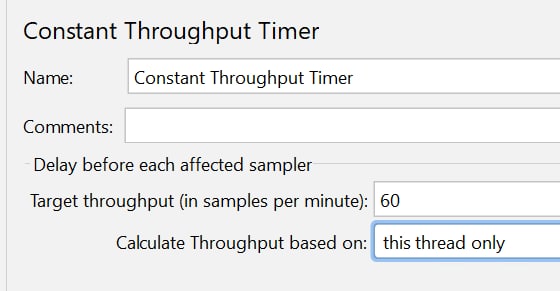 Constant Throughput Timer
Name: Constant Throughput Timer
Comments:
Delay before each affected sampler
Target throughput (in samples per minute): 60
Calculate Throughput based on: this thread only